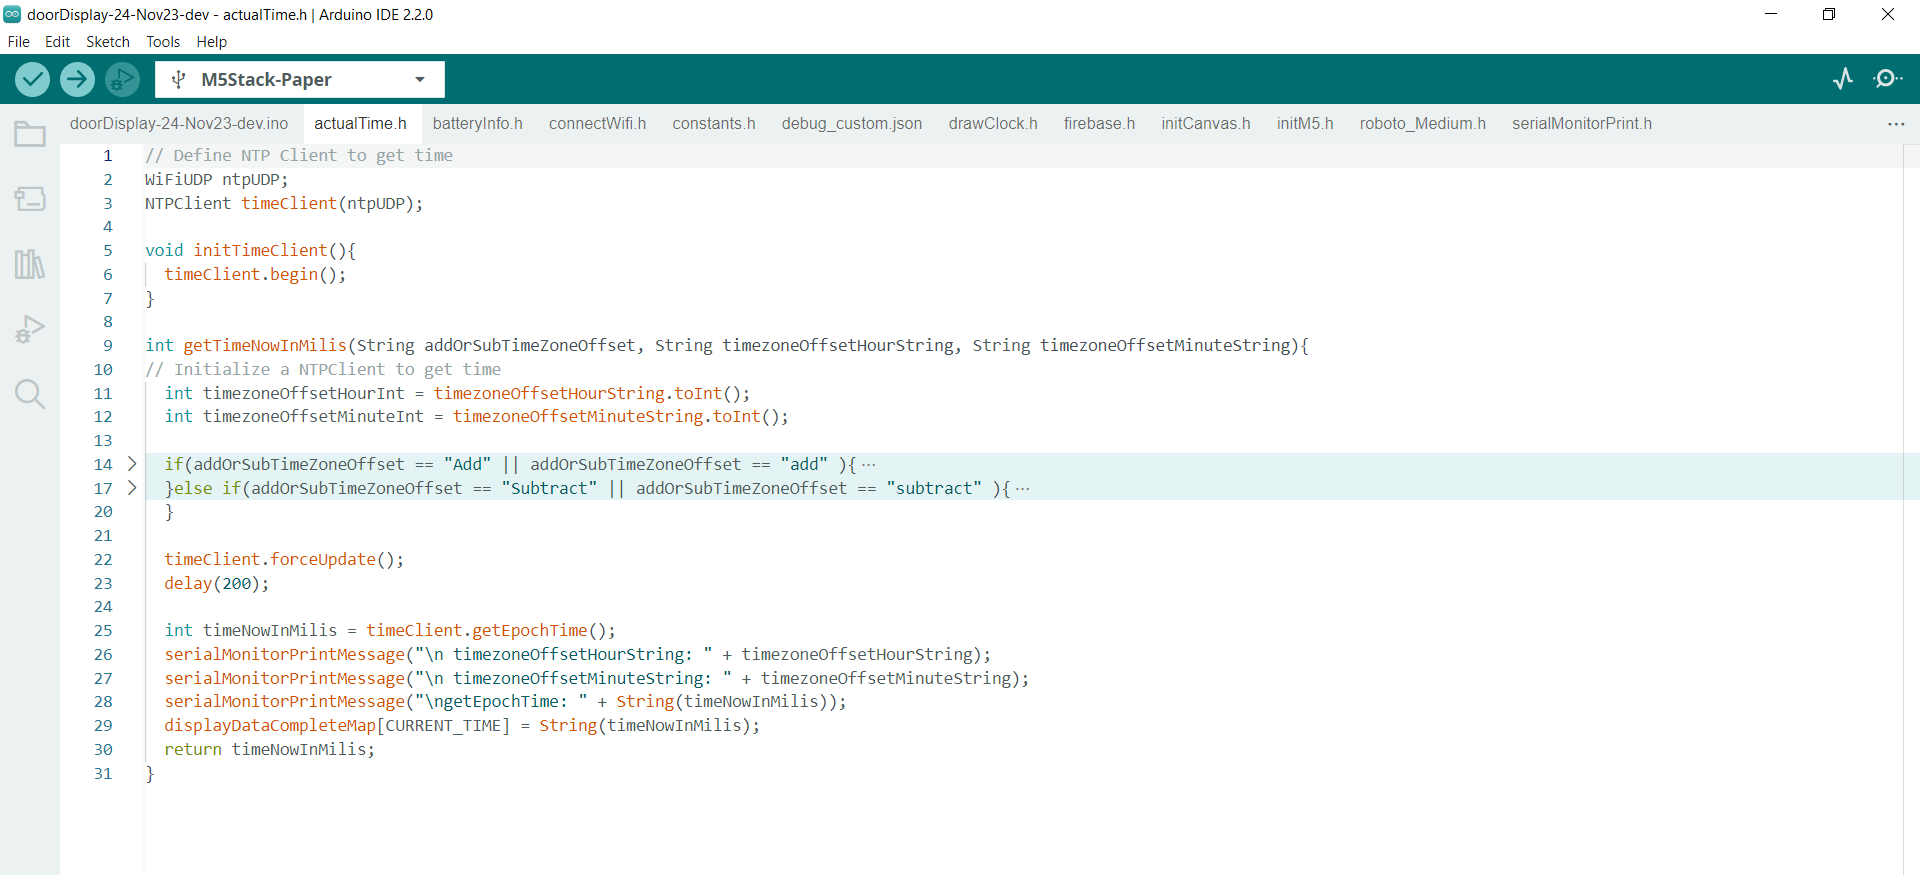 doorDisplay-24-Nov23-dev - actualTime.h | Arduino IDE 2.2.0
File Edit Sketch Tools Help
M5Stack-Paper
doorDisplay-24-Nov23-dev.ino actualTime.h batteryInfo.h connectWifi.h constants.h debug_custom.json drawClock.h firebase.h initCanvas.h initM5.h roboto_Medium.h serialMonitorPrint.h ...
1 // Define NTP Client to get time
2 WiFiUDP ntpUDP;
3 NTPClient timeClient(ntpUDP);
4
5 void initTimeClient(){
6 timeClient.begin();
7 }
8
9 int getTimeNowInMilis(String addOrSubTimeZoneOffset, String timezoneOffsetHourString, String timezoneOffsetMinuteString){
10 // Initialize a NTPClient to get time
11 int timezoneOffsetHourInt = timezoneOffsetHourString.toInt();
12 int timezoneOffsetMinuteInt = timezoneOffsetMinuteString.toInt();
13
14 if(addOrSubTimeZoneOffset == "Add" || addOrSubTimeZoneOffset == "add" ){ ...
17 }else if(addOrSubTimeZoneOffset == "Subtract" || addOrSubTimeZoneOffset == "subtract" ){ ...
20 }
21
22 timeClient.forceUpdate();
23 delay(200);
24
25 int timeNowInMilis = timeClient.getEpochTime();
26 serialMonitorPrintMessage("\n timezoneOffsetHourString: " + timezoneOffsetHourString);
27 serialMonitorPrintMessage("\n timezoneOffsetMinuteString: " + timezoneOffsetMinuteString);
28 serialMonitorPrintMessage("\ngetEpochTime: " + String(timeNowInMilis));
29 displayDataCompleteMap[CURRENT_TIME] = String(timeNowInMilis);
30 return timeNowInMilis;
31 }